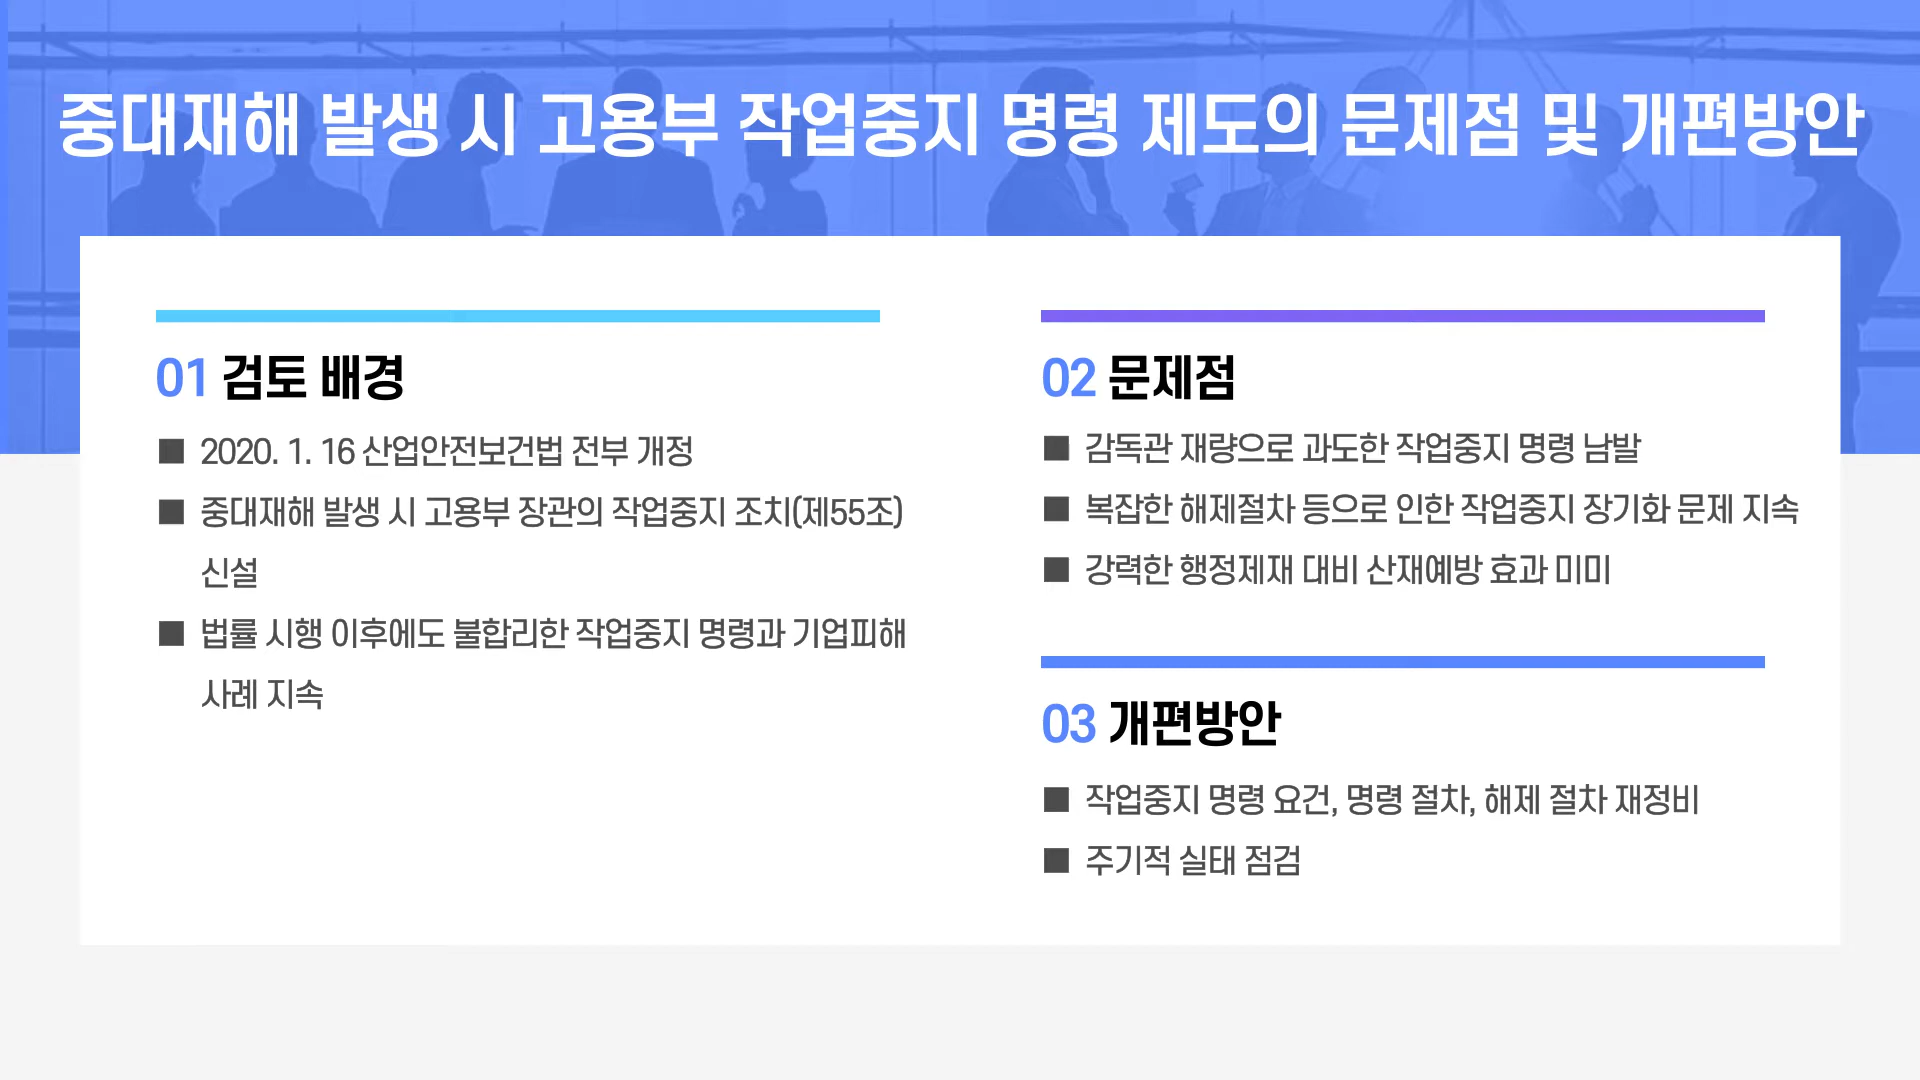 중대재해 발생 시 고용부 작업중지 명령 제도의 문제점 및 개편방안
01 검토 배경
■ 2020. 1. 16 산업안전보건법 전부 개정
■ 중대재해 발생 시 고용부 장관의 작업중지 조치(제55조)
신설
■ 법률 시행 이후에도 불합리한 작업중지 명령과 기업피해
사례 지속
02 문제점
■ 감독관 재량으로 과도한 작업중지 명령 남발
■ 복잡한 해제절차 등으로 인한 작업중지 장기화 문제 지속
■ 강력한 행정제재 대비 산재예방 효과 미미
03 개편방안
■ 작업중지 명령 요건, 명령 절차, 해제 절차 재정비
■ 주기적 실태 점검